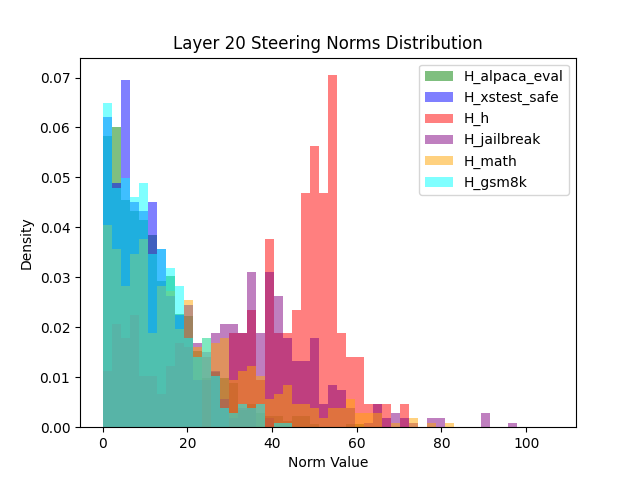 Layer 20 Steering Norms Distribution
H_alpaca_eval
H_xstest_safe
H_h
H_jailbreak
H_math
H_gsm8k
0.07
0.06
0.05
0.04
0.03
0.02
0.01
0.00
Density
0 20 40 60 80 100
Norm Value